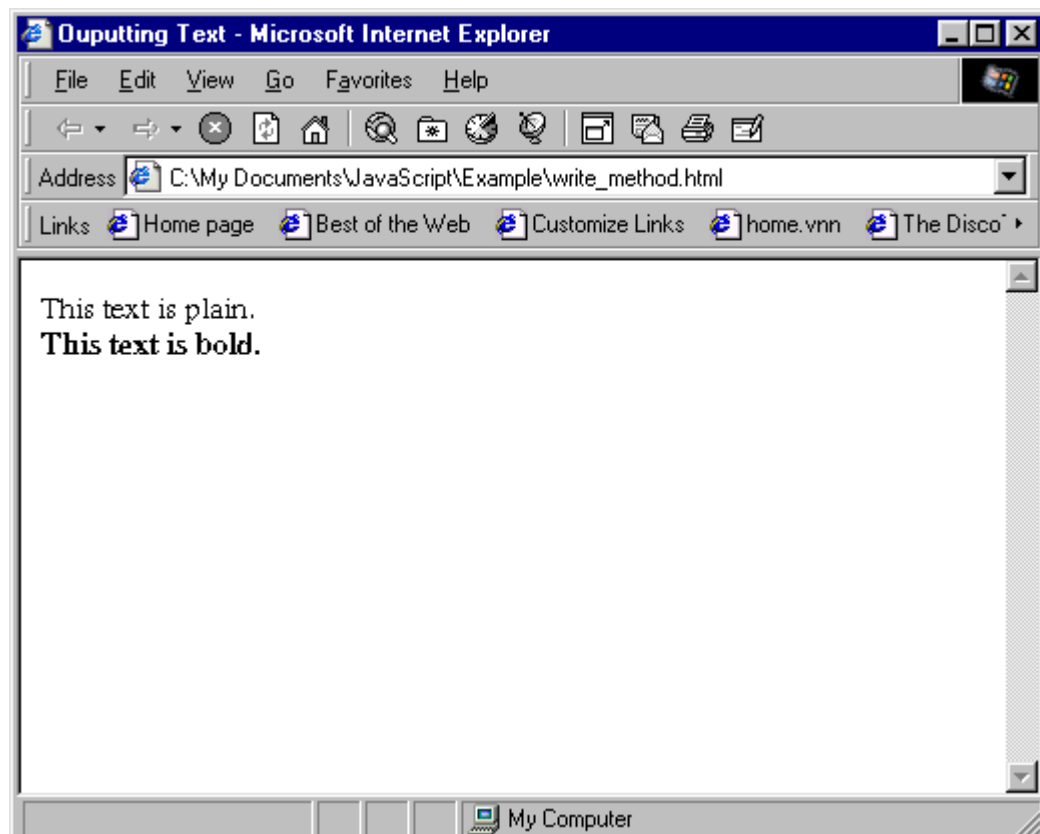 Ouputting Text - Microsoft Internet Explorer
File Edit View Go Favorites Help
Address C:\My Documents\JavaScript\Example\write_method.html
Links Home page Best of the Web Customize Links home.vnn The Disco
This text is plain.
This text is bold.
My Computer